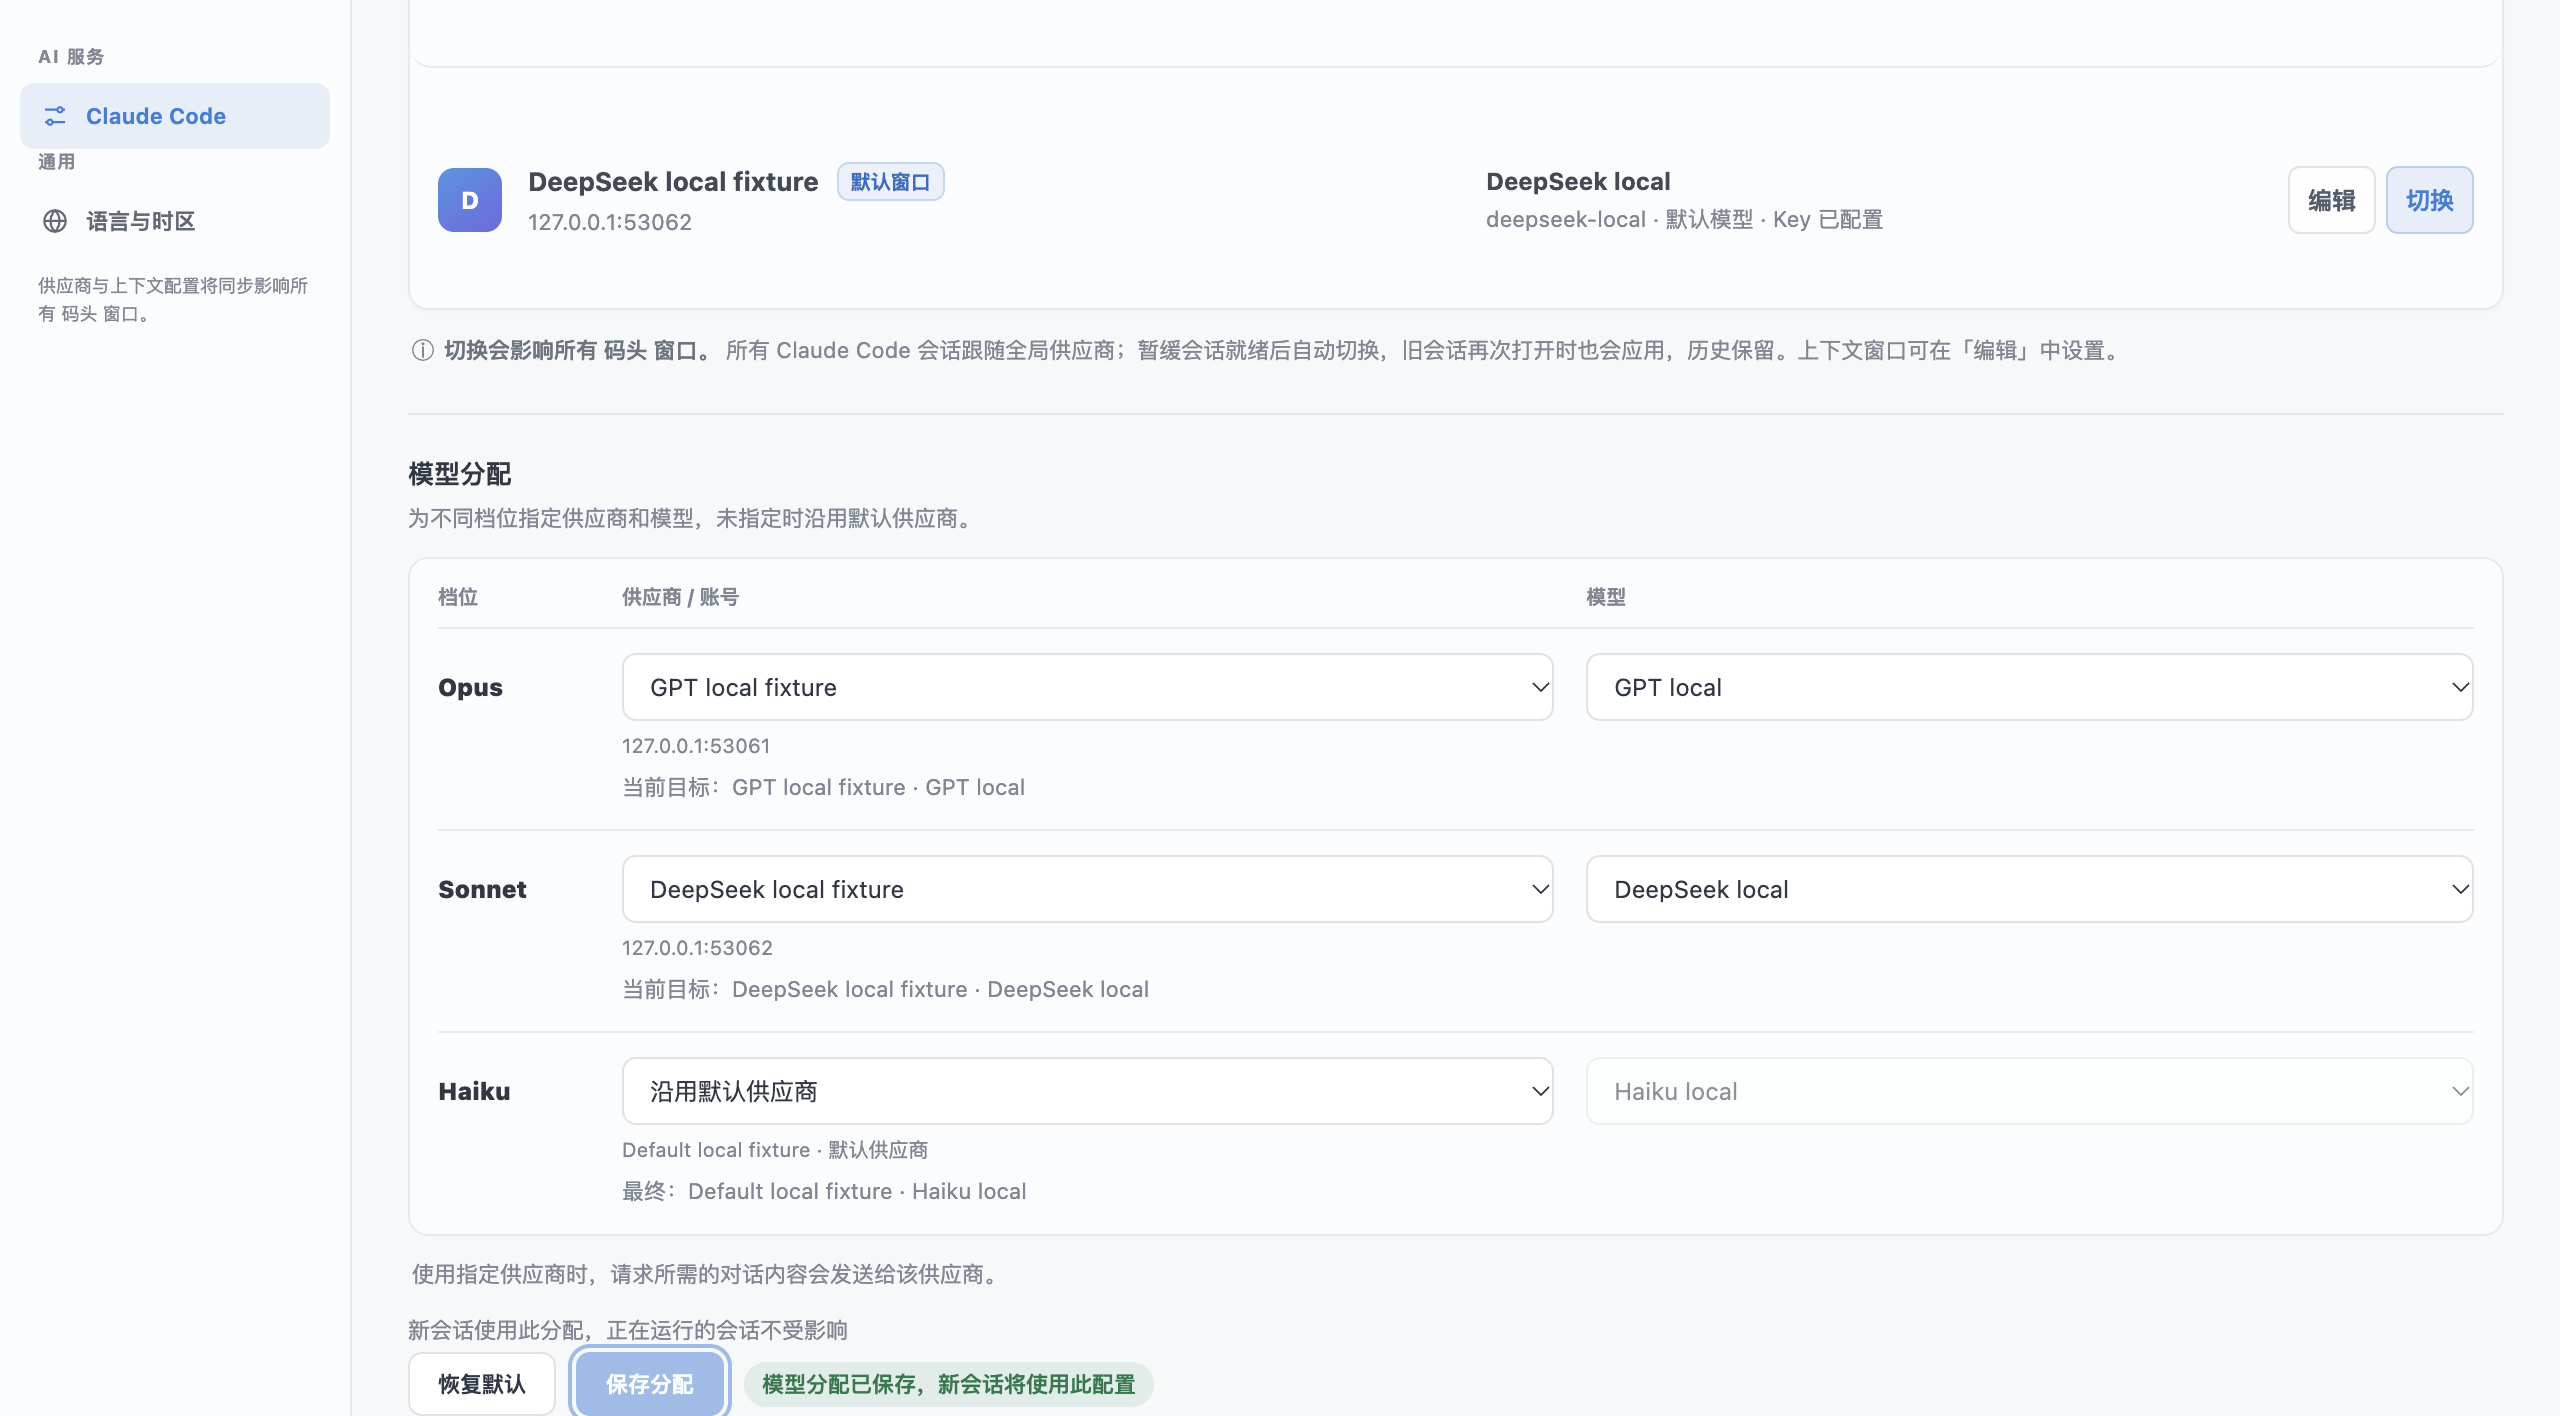 AI 服务
Claude Code
通用
语言与时区
供应商与上下文配置将同步影响所
有 码头 窗口。
D
DeepSeek local fixture 默认窗口
127.0.0.1:53062
DeepSeek local
deepseek-local · 默认模型 · Key 已配置
编辑 切换
切换会影响所有 码头 窗口。 所有 Claude Code 会话跟随全局供应商；暂缓会话就绪后自动切换，旧会话再次打开时也会应用，历史保留。上下文窗口可在「编辑」中设置。
模型分配
为不同档位指定供应商和模型，未指定时沿用默认供应商。
档位 供应商 / 账号 模型
Opus GPT local fixture GPT local
127.0.0.1:53061
当前目标：GPT local fixture · GPT local
Sonnet DeepSeek local fixture DeepSeek local
127.0.0.1:53062
当前目标：DeepSeek local fixture · DeepSeek local
Haiku 沿用默认供应商 Haiku local
Default local fixture · 默认供应商
最终：Default local fixture · Haiku local
使用指定供应商时，请求所需的对话内容会发送给该供应商。
新会话使用此分配，正在运行的会话不受影响
恢复默认 保存分配 模型分配已保存，新会话将使用此配置